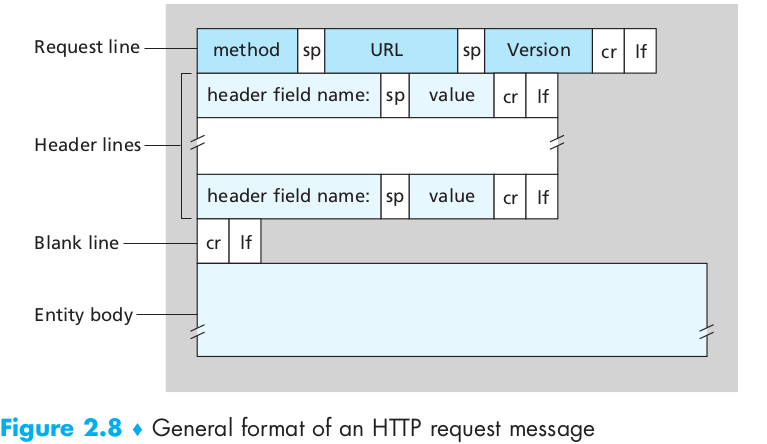 Request line method sp URL sp Version cr lf
header field name: sp value cr lf
Header lines
header field name: sp value cr lf
Blank line cr lf
Entity body
Figure 2.8 ♦ General format of an HTTP request message